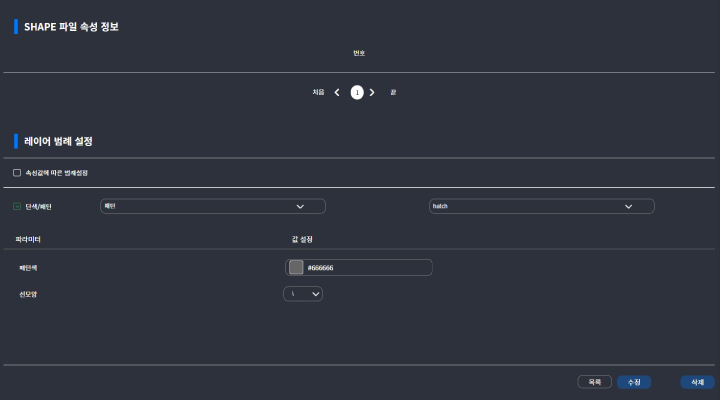 SHAPE 파일 속성 정보
번호
처음 1 끝
레이어 범례 설정
속성값에 따른 범례설정
단색/패턴 패턴 hatch
파라미터 값 설정
패턴색 #666666
선모양 \
목록 수정 삭제